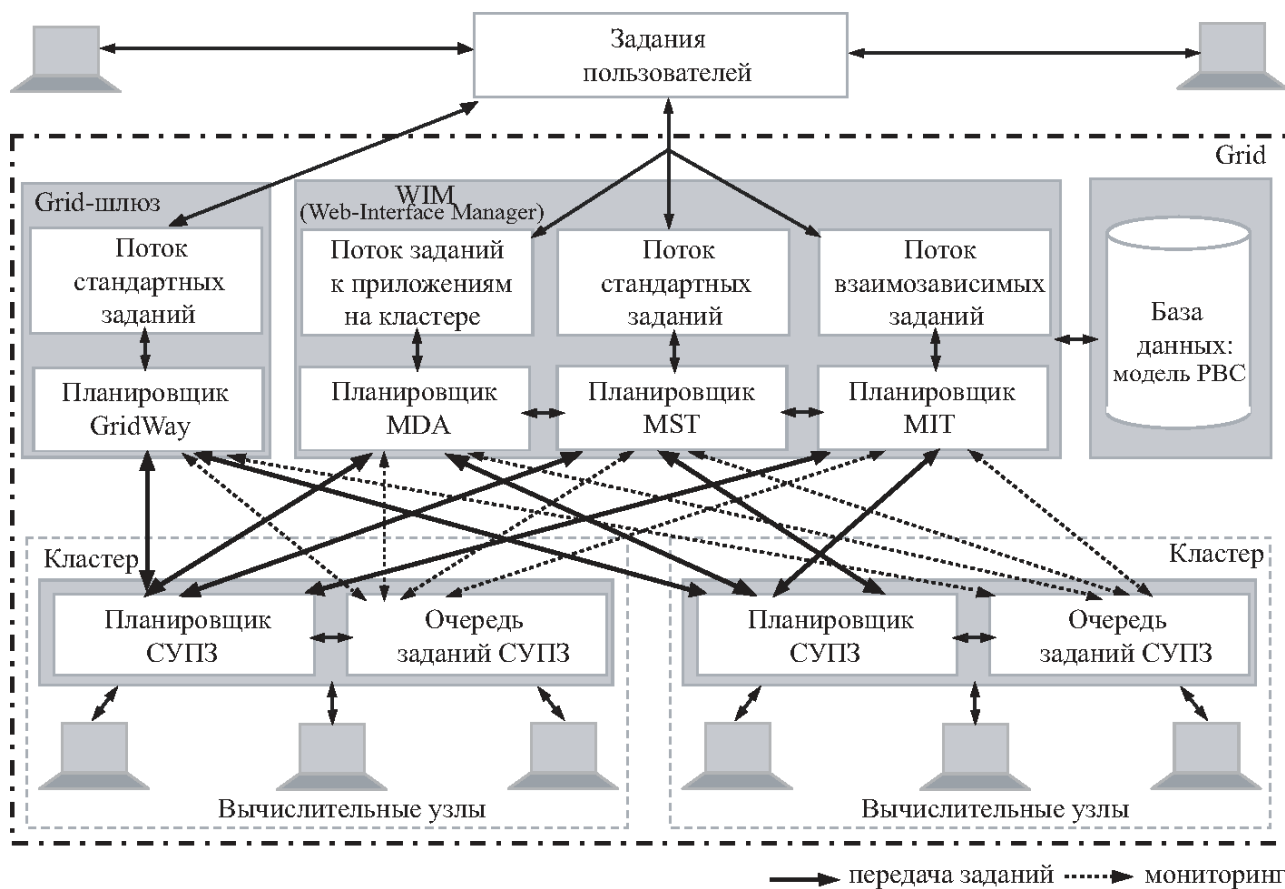 Задания
пользователей
Grid
Grid-шлюз
WIM
(Web-Interface Manager)
Поток
стандартных
заданий
Поток заданий
к приложениям
на кластере
Поток
стандартных
заданий
Поток
взаимозависимых
заданий
База
данных:
модель РВС
Планировщик
GridWay
Планировщик
MDA
Планировщик
MST
Планировщик
MIT
Кластер
Кластер
Планировщик
СУПЗ
Очередь
заданий СУПЗ
Планировщик
СУПЗ
Очередь
заданий СУПЗ
Вычислительные узлы
Вычислительные узлы
передача заданий
мониторинг